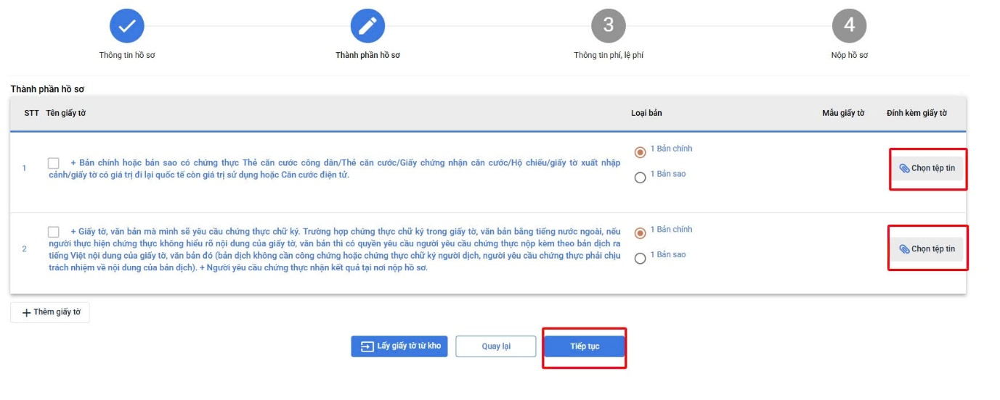 3
4
Thông tin hồ sơ
Thành phần hồ sơ
Thông tin phí, lệ phí
Nộp hồ sơ
Thành phần hồ sơ
STT Tên giấy tờ Loại bản Mẫu giấy tờ Đính kèm giấy tờ
1
+ Bản chính hoặc bản sao có chứng thực Thẻ căn cước công dân/Thẻ căn cước/Giấy chứng nhận căn cước/Hộ chiếu/giấy tờ xuất nhập
cảnh/giấy tờ có giá trị đi lại quốc tế còn giá trị sử dụng hoặc Căn cước điện tử.
1 Bản chính
1 Bản sao
Chọn tệp tin
2
+ Giấy tờ, văn bản mà mình sẽ yêu cầu chứng thực chữ ký. Trường hợp chứng thực chữ ký trong giấy tờ, văn bản bằng tiếng nước ngoài, nếu
người thực hiện chứng thực không hiểu rõ nội dung của giấy tờ, văn bản thì có quyền yêu cầu người yêu cầu chứng thực nộp kèm theo bản dịch ra
tiếng Việt nội dung của giấy tờ, văn bản đó (bản dịch không cần công chứng hoặc chứng thực chữ ký người dịch, người yêu cầu chứng thực phải chịu
trách nhiệm về nội dung của bản dịch). + Người yêu cầu chứng thực nhận kết quả tại nơi nộp hồ sơ.
1 Bản chính
1 Bản sao
Chọn tệp tin
+ Thêm giấy tờ
Lấy giấy tờ từ kho
Quay lại
Tiếp tục